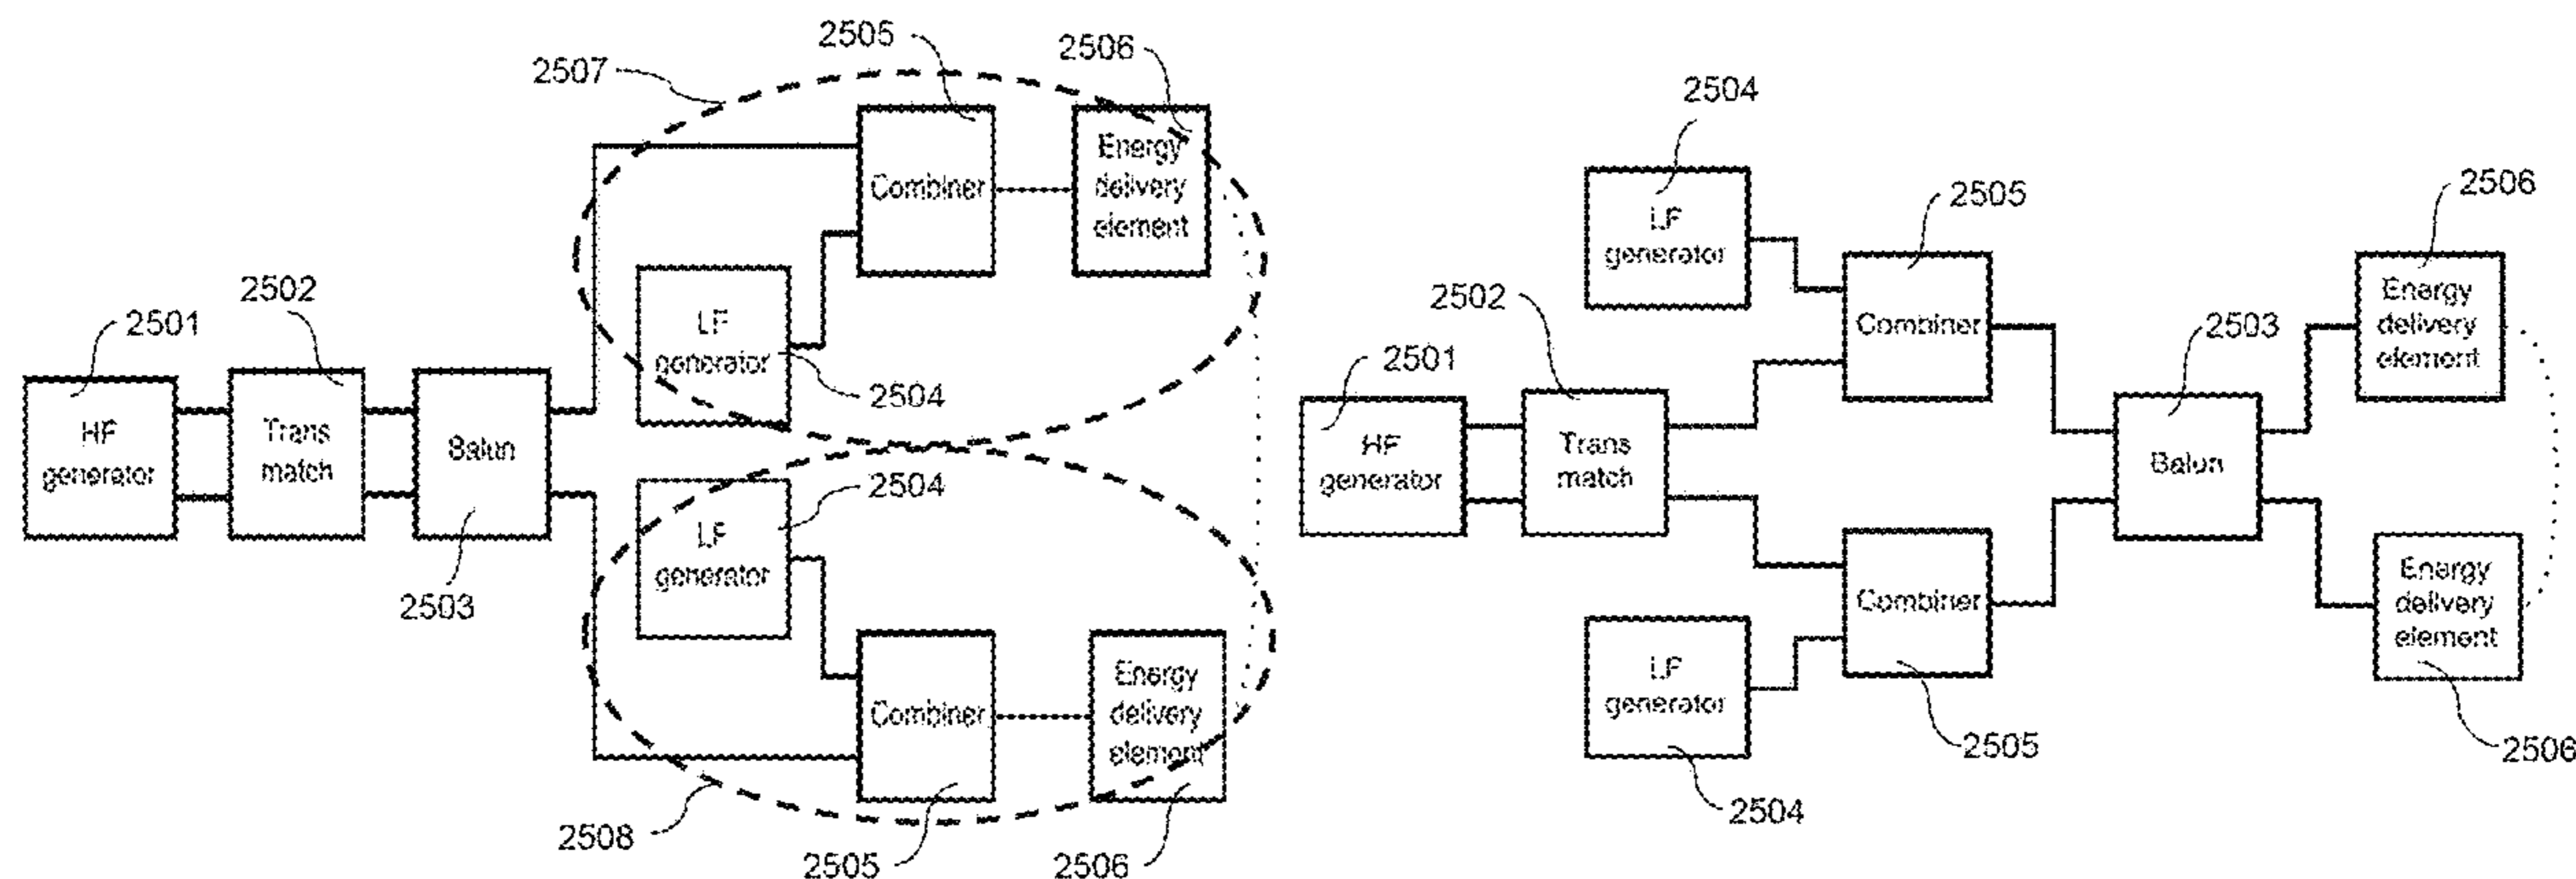 2505
2506
2507
2504
Combiner
Energy
delivery
element
2505
2506
LF
generator
2502
LF
generator
2504
2501
HF
generator
Trans
match
Balun
2503
2504
LF
generator
Combiner
Energy
delivery
element
2508
2505
2506
2502
2501
HF
generator
Trans
match
Combiner
Energy
delivery
element
2503
Balun
Combiner
Energy
delivery
element
LF
generator
2505
2506
2504